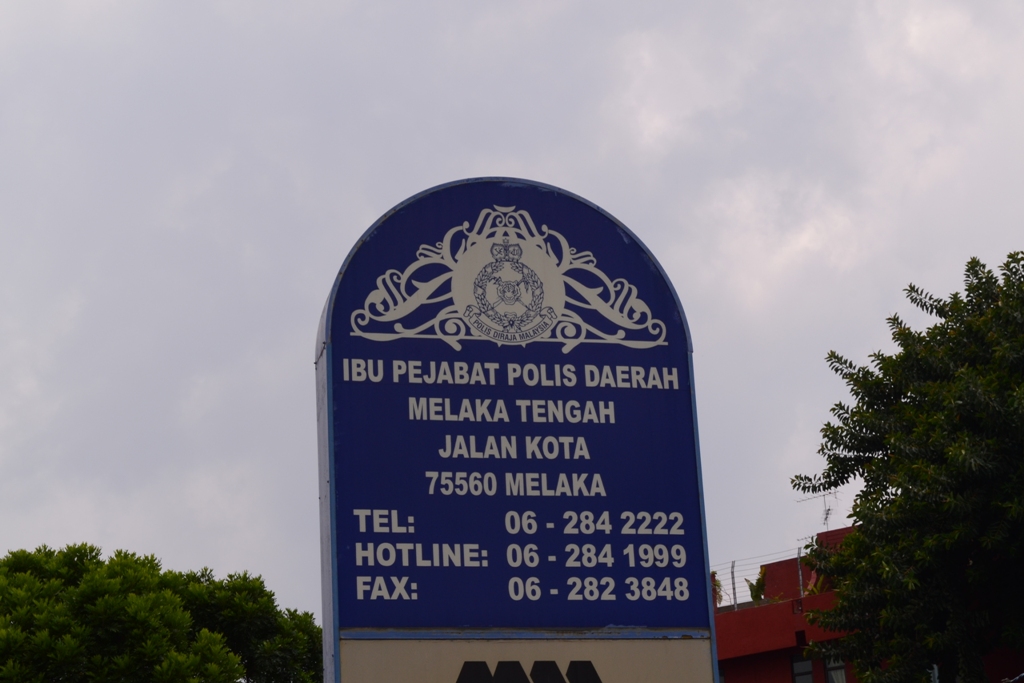 POLIS DIRAJA MALAYSIA
IBU PEJABAT POLIS DAERAH
MELAKA TENGAH
JALAN KOTA
75560 MELAKA
TEL: 06 - 284 2222
HOTLINE: 06 - 284 1999
FAX: 06 - 282 3848